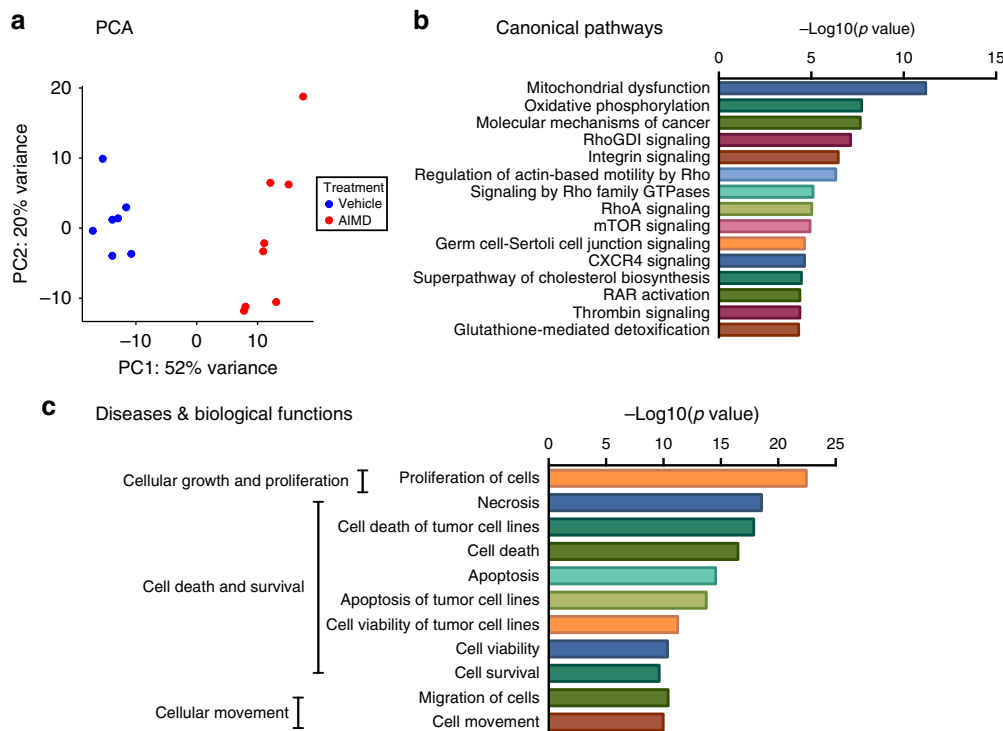 a
PCA
20
10
0
−10
PC2: 20% variance
−10
0
10
PC1: 52% variance
Treatment
Vehicle
AIMD
b
Canonical pathways
−Log10(p value)
0
5
10
15
Mitochondrial dysfunction
Oxidative phosphorylation
Molecular mechanisms of cancer
RhoGDI signaling
Integrin signaling
Regulation of actin-based motility by Rho
Signaling by Rho family GTPases
RhoA signaling
mTOR signaling
Germ cell-Sertoli cell junction signaling
CXCR4 signaling
Superpathway of cholesterol biosynthesis
RAR activation
Thrombin signaling
Glutathione-mediated detoxification
c
Diseases & biological functions
−Log10(p value)
0
5
10
15
20
25
Cellular growth and proliferation
Proliferation of cells
Necrosis
Cell death of tumor cell lines
Cell death
Cell death and survival
Apoptosis
Apoptosis of tumor cell lines
Cell viability of tumor cell lines
Cell viability
Cell survival
Cellular movement
Migration of cells
Cell movement